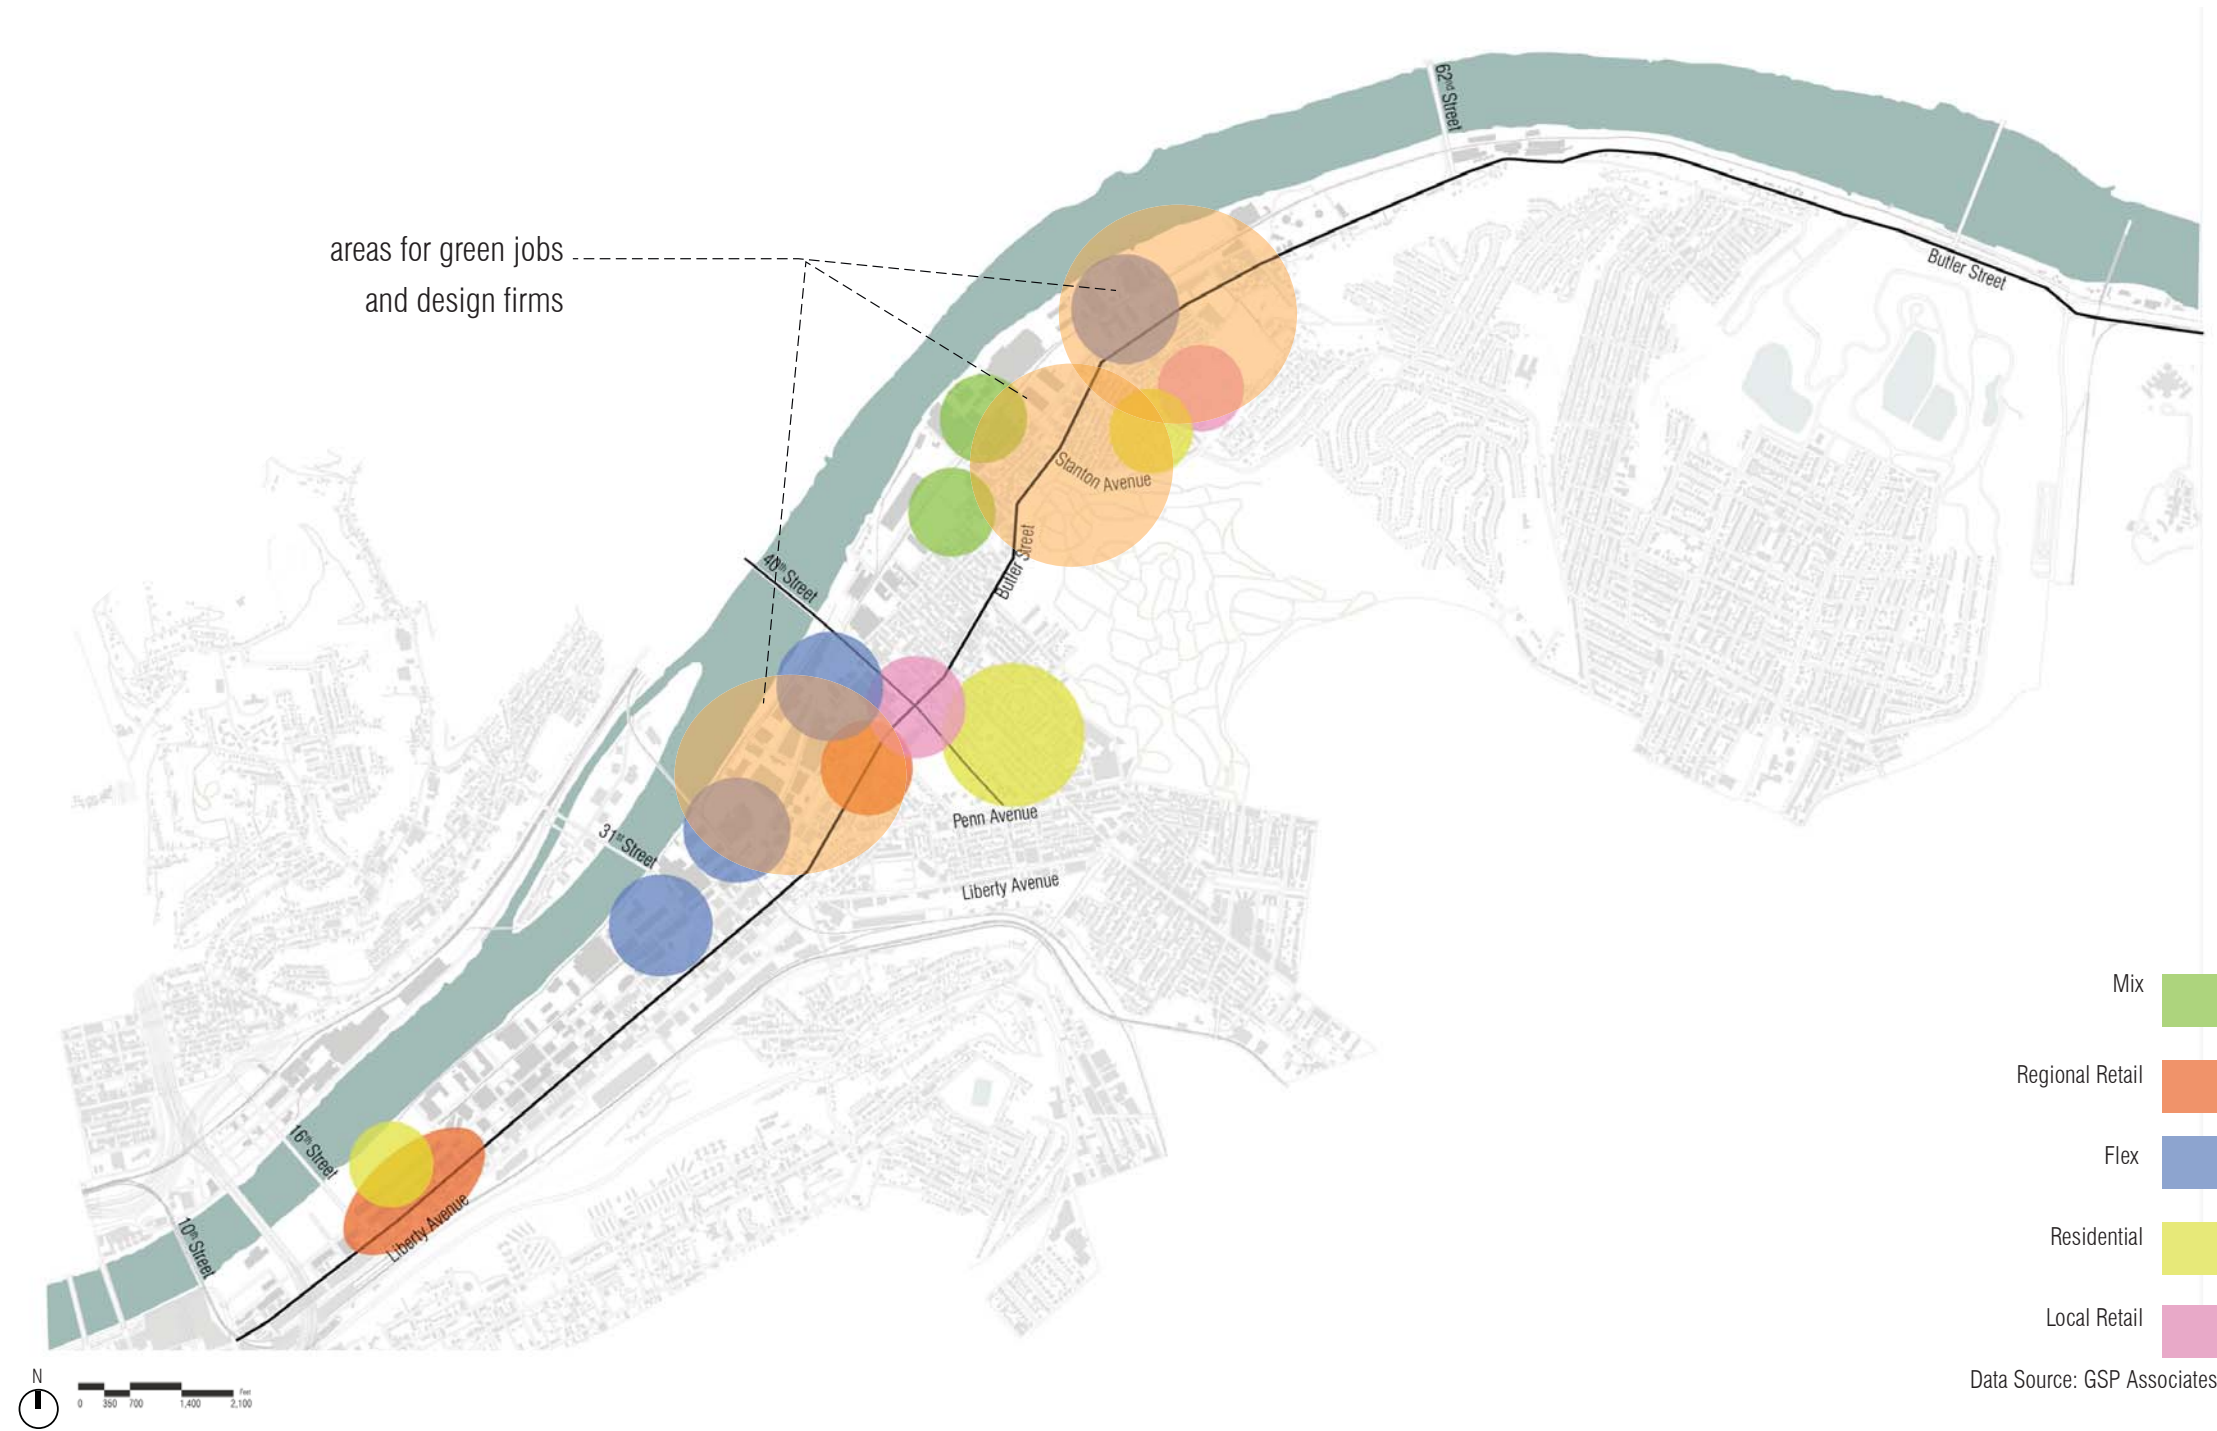 62nd Street
areas for green jobs
and design firms
Butler Street
Stanton Avenue
Butler Street
40th Street
Penn Avenue
31st Street
Liberty Avenue
Mix
Regional Retail
16th Street
Flex
Liberty Avenue
10th Street
Residential
Local Retail
N
Data Source: GSP Associates
Feet
0 350 700 1,400 2,100